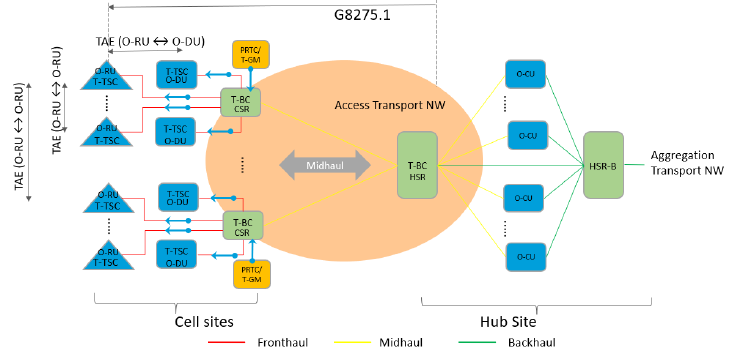 G8275.1
TAE (O-RU ↔ O-DU)
PRTC/
T-GM
O-RU
T-TSC
T-TSC
O-DU
TAE (O-RU ↔ O-RU)
TAE (O-RU ↔ O-RU)
T-BC
CSR
O-RU
T-TSC
T-TSC
O-DU
Access Transport NW
O-CU
O-CU
Midhaul
T-BC
HSR
HSR-B
Aggregation
Transport NW
O-RU
T-TSC
T-TSC
O-DU
T-BC
CSR
O-CU
O-RU
T-TSC
T-TSC
O-DU
PRTC/
T-GM
O-CU
Cell sites
Hub Site
Fronthaul
Midhaul
Backhaul